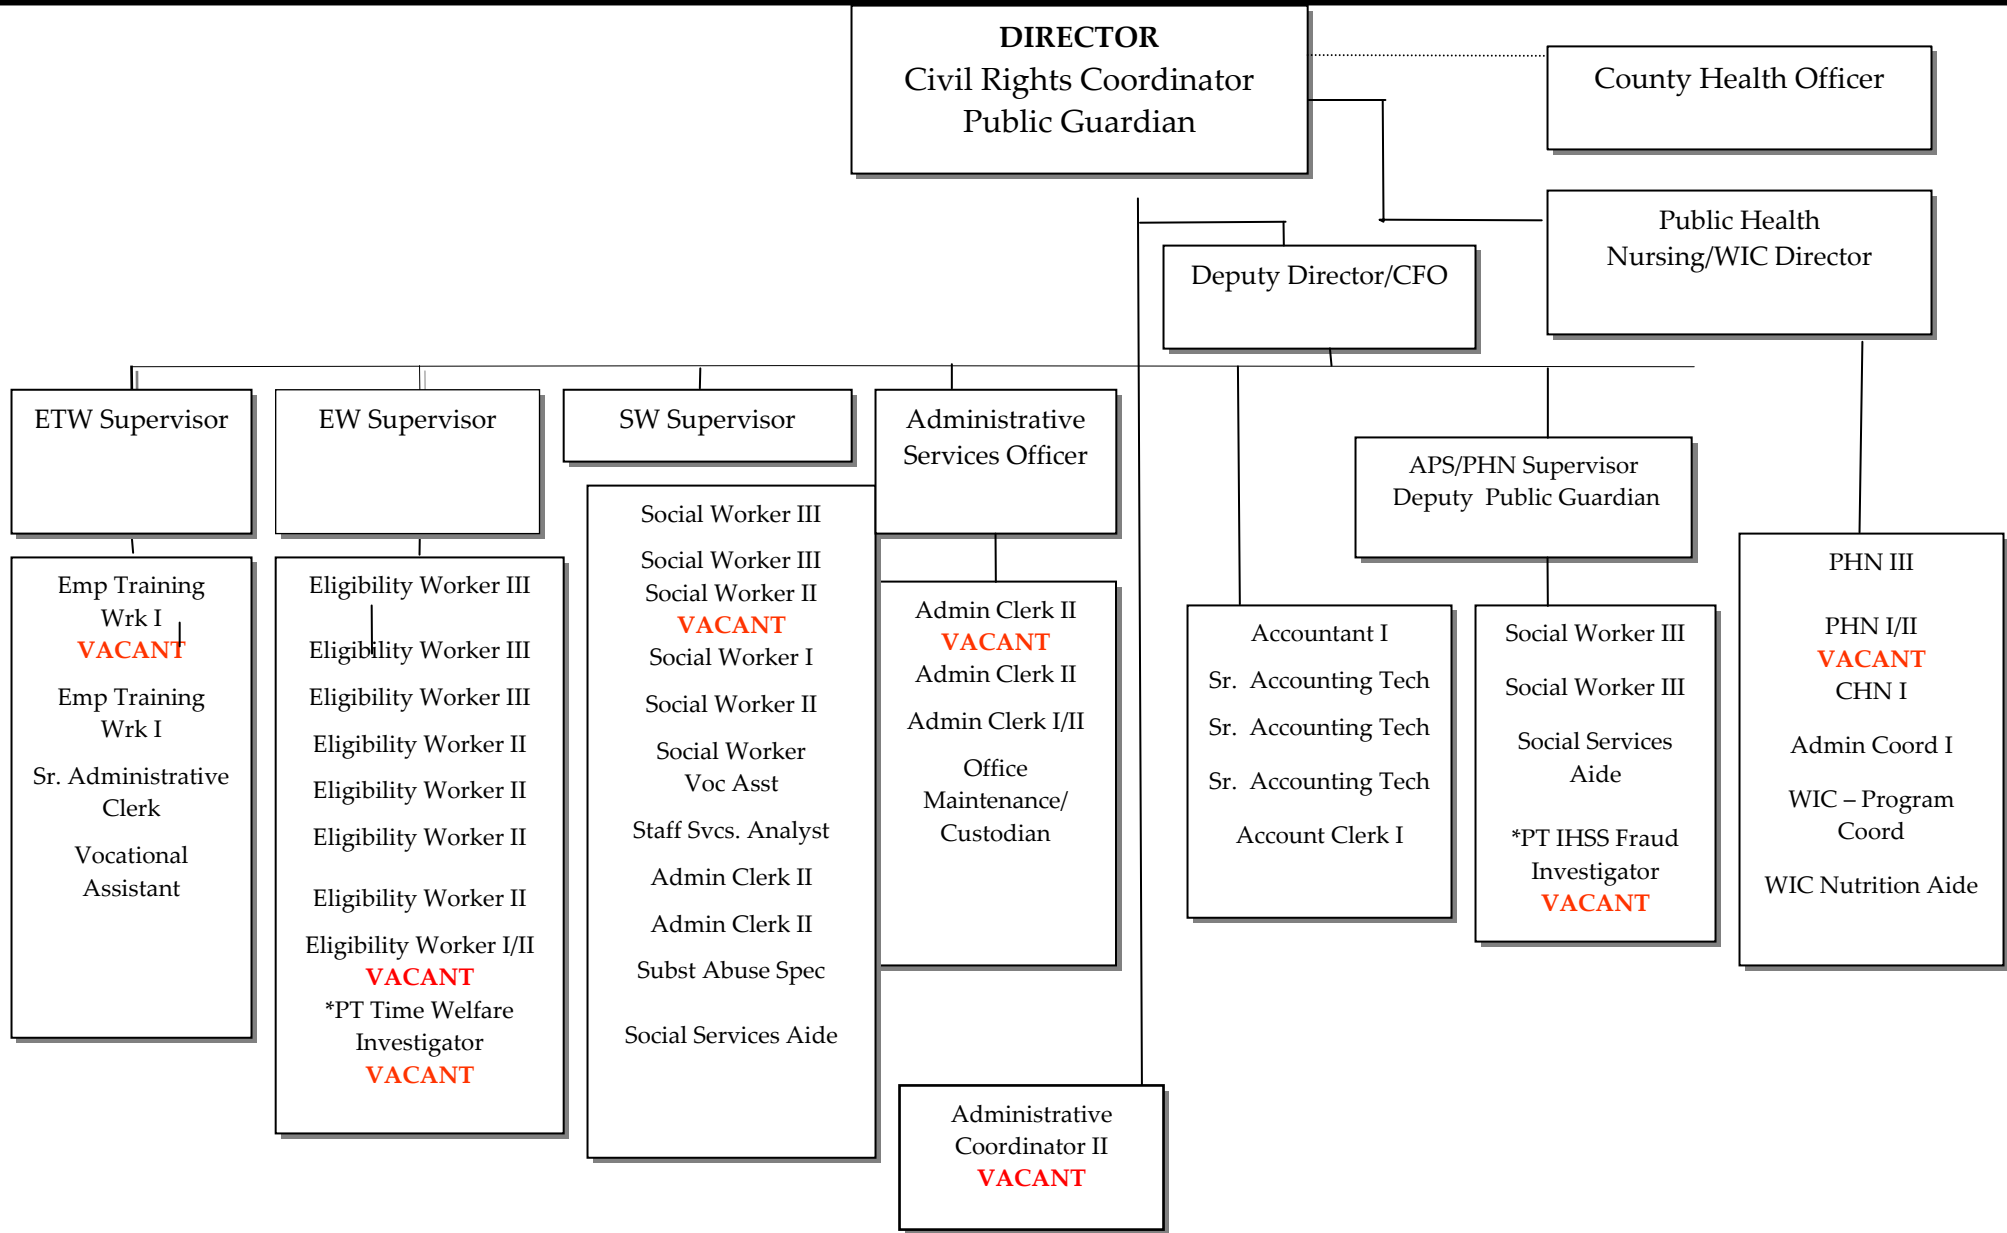 DIRECTOR
Civil Rights Coordinator
Public Guardian
County Health Officer
Public Health
Nursing/WIC Director
Deputy Director/CFO
ETW Supervisor
EW Supervisor
SW Supervisor
Administrative
Services Officer
APS/PHN Supervisor
Deputy  Public Guardian
Emp Training
Wrk I
VACANT
Emp Training
Wrk I
Sr. Administrative
Clerk
Vocational
Assistant
Eligibility Worker III
Eligibility Worker III
Eligibility Worker III
Eligibility Worker II
Eligibility Worker II
Eligibility Worker II
Eligibility Worker II
Eligibility Worker I/II
VACANT
*PT Time Welfare
Investigator
VACANT
Social Worker III
Social Worker III
Social Worker II
VACANT
Social Worker I
Social Worker II
Social Worker
Voc Asst
Staff Svcs. Analyst
Admin Clerk II
Admin Clerk II
Subst Abuse Spec
Social Services Aide
Admin Clerk II
VACANT
Admin Clerk II
Admin Clerk I/II
Office
Maintenance/
Custodian
Administrative
Coordinator II
VACANT
Accountant I
Sr.  Accounting Tech
Sr.  Accounting Tech
Sr.  Accounting Tech
Account Clerk I
Social Worker III
Social Worker III
Social Services
Aide
*PT IHSS Fraud
Investigator
VACANT
PHN III
PHN I/II
VACANT
CHN I
Admin Coord I
WIC – Program
Coord
WIC Nutrition Aide